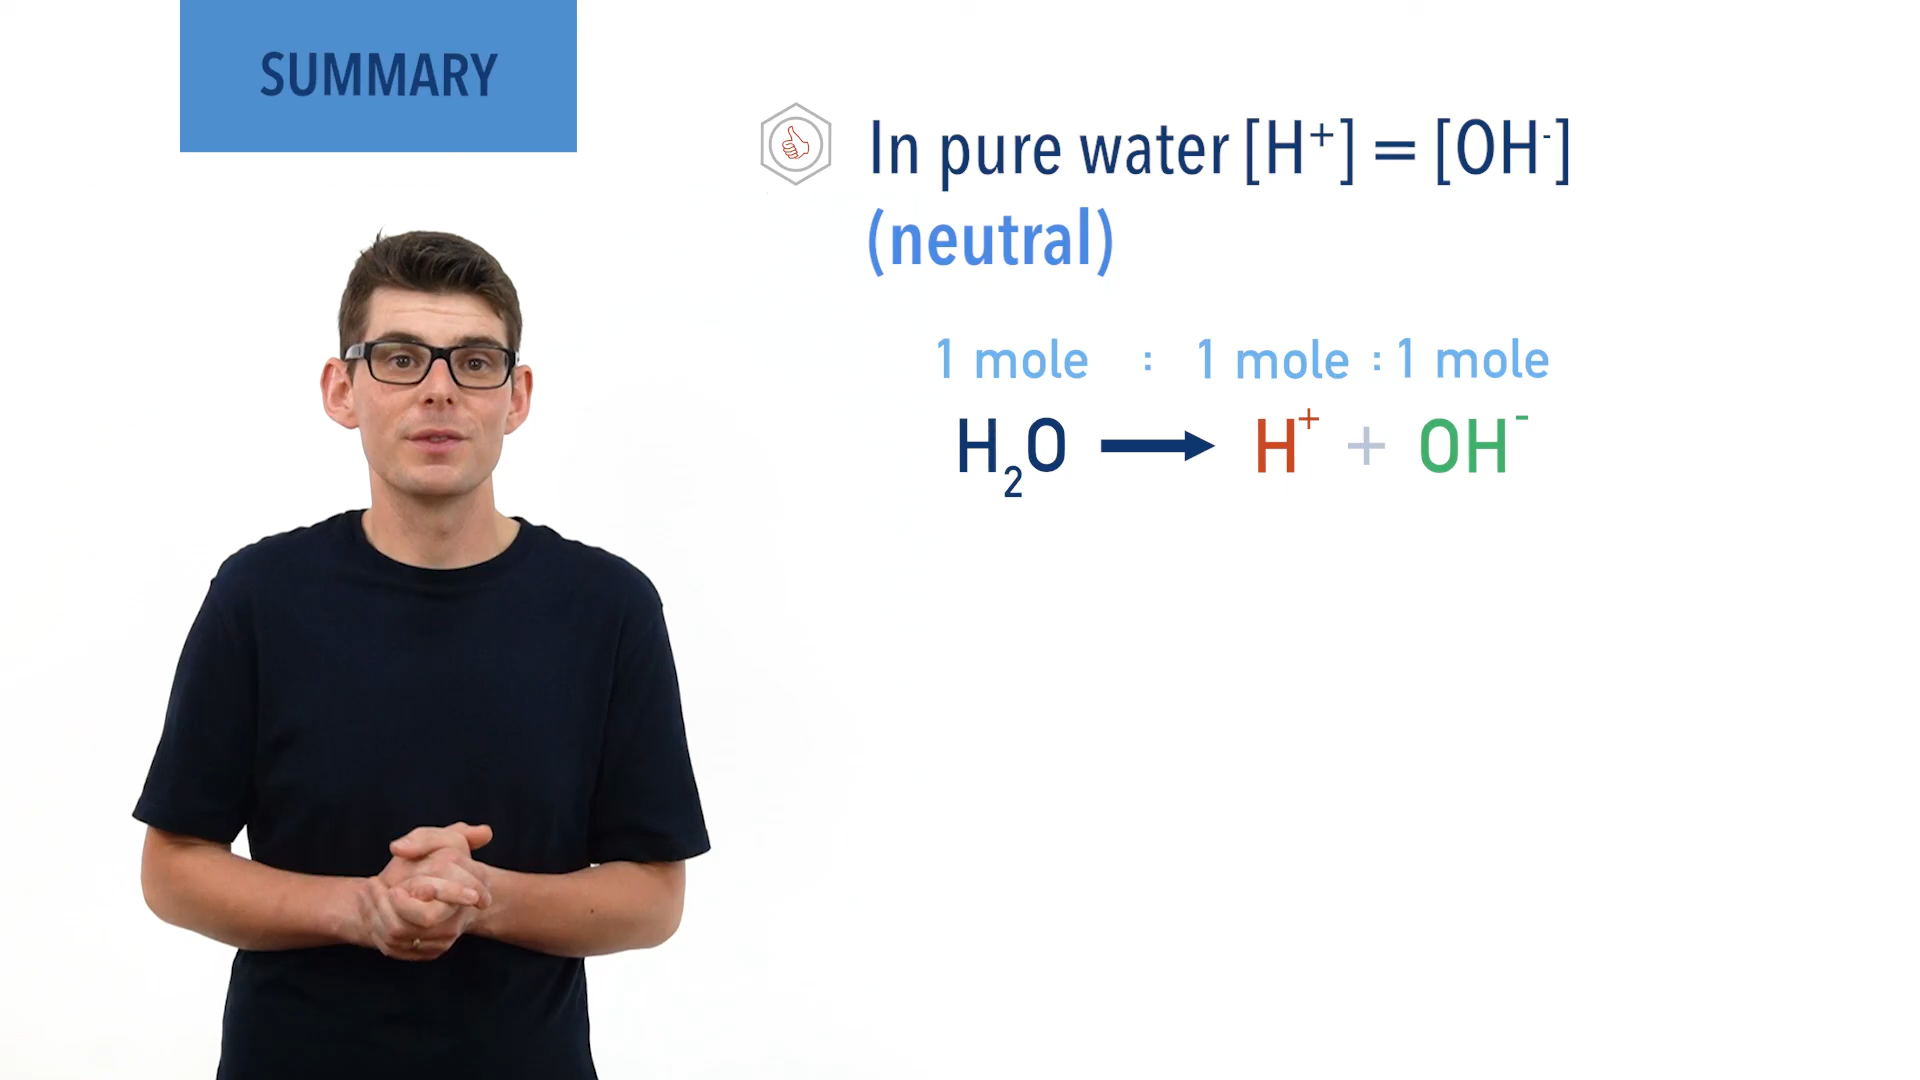 SUMMARY
In pure water [H⁺] = [OH⁻]
(neutral)
1 mole : 1 mole : 1 mole
H₂O → H⁺ + OH⁻